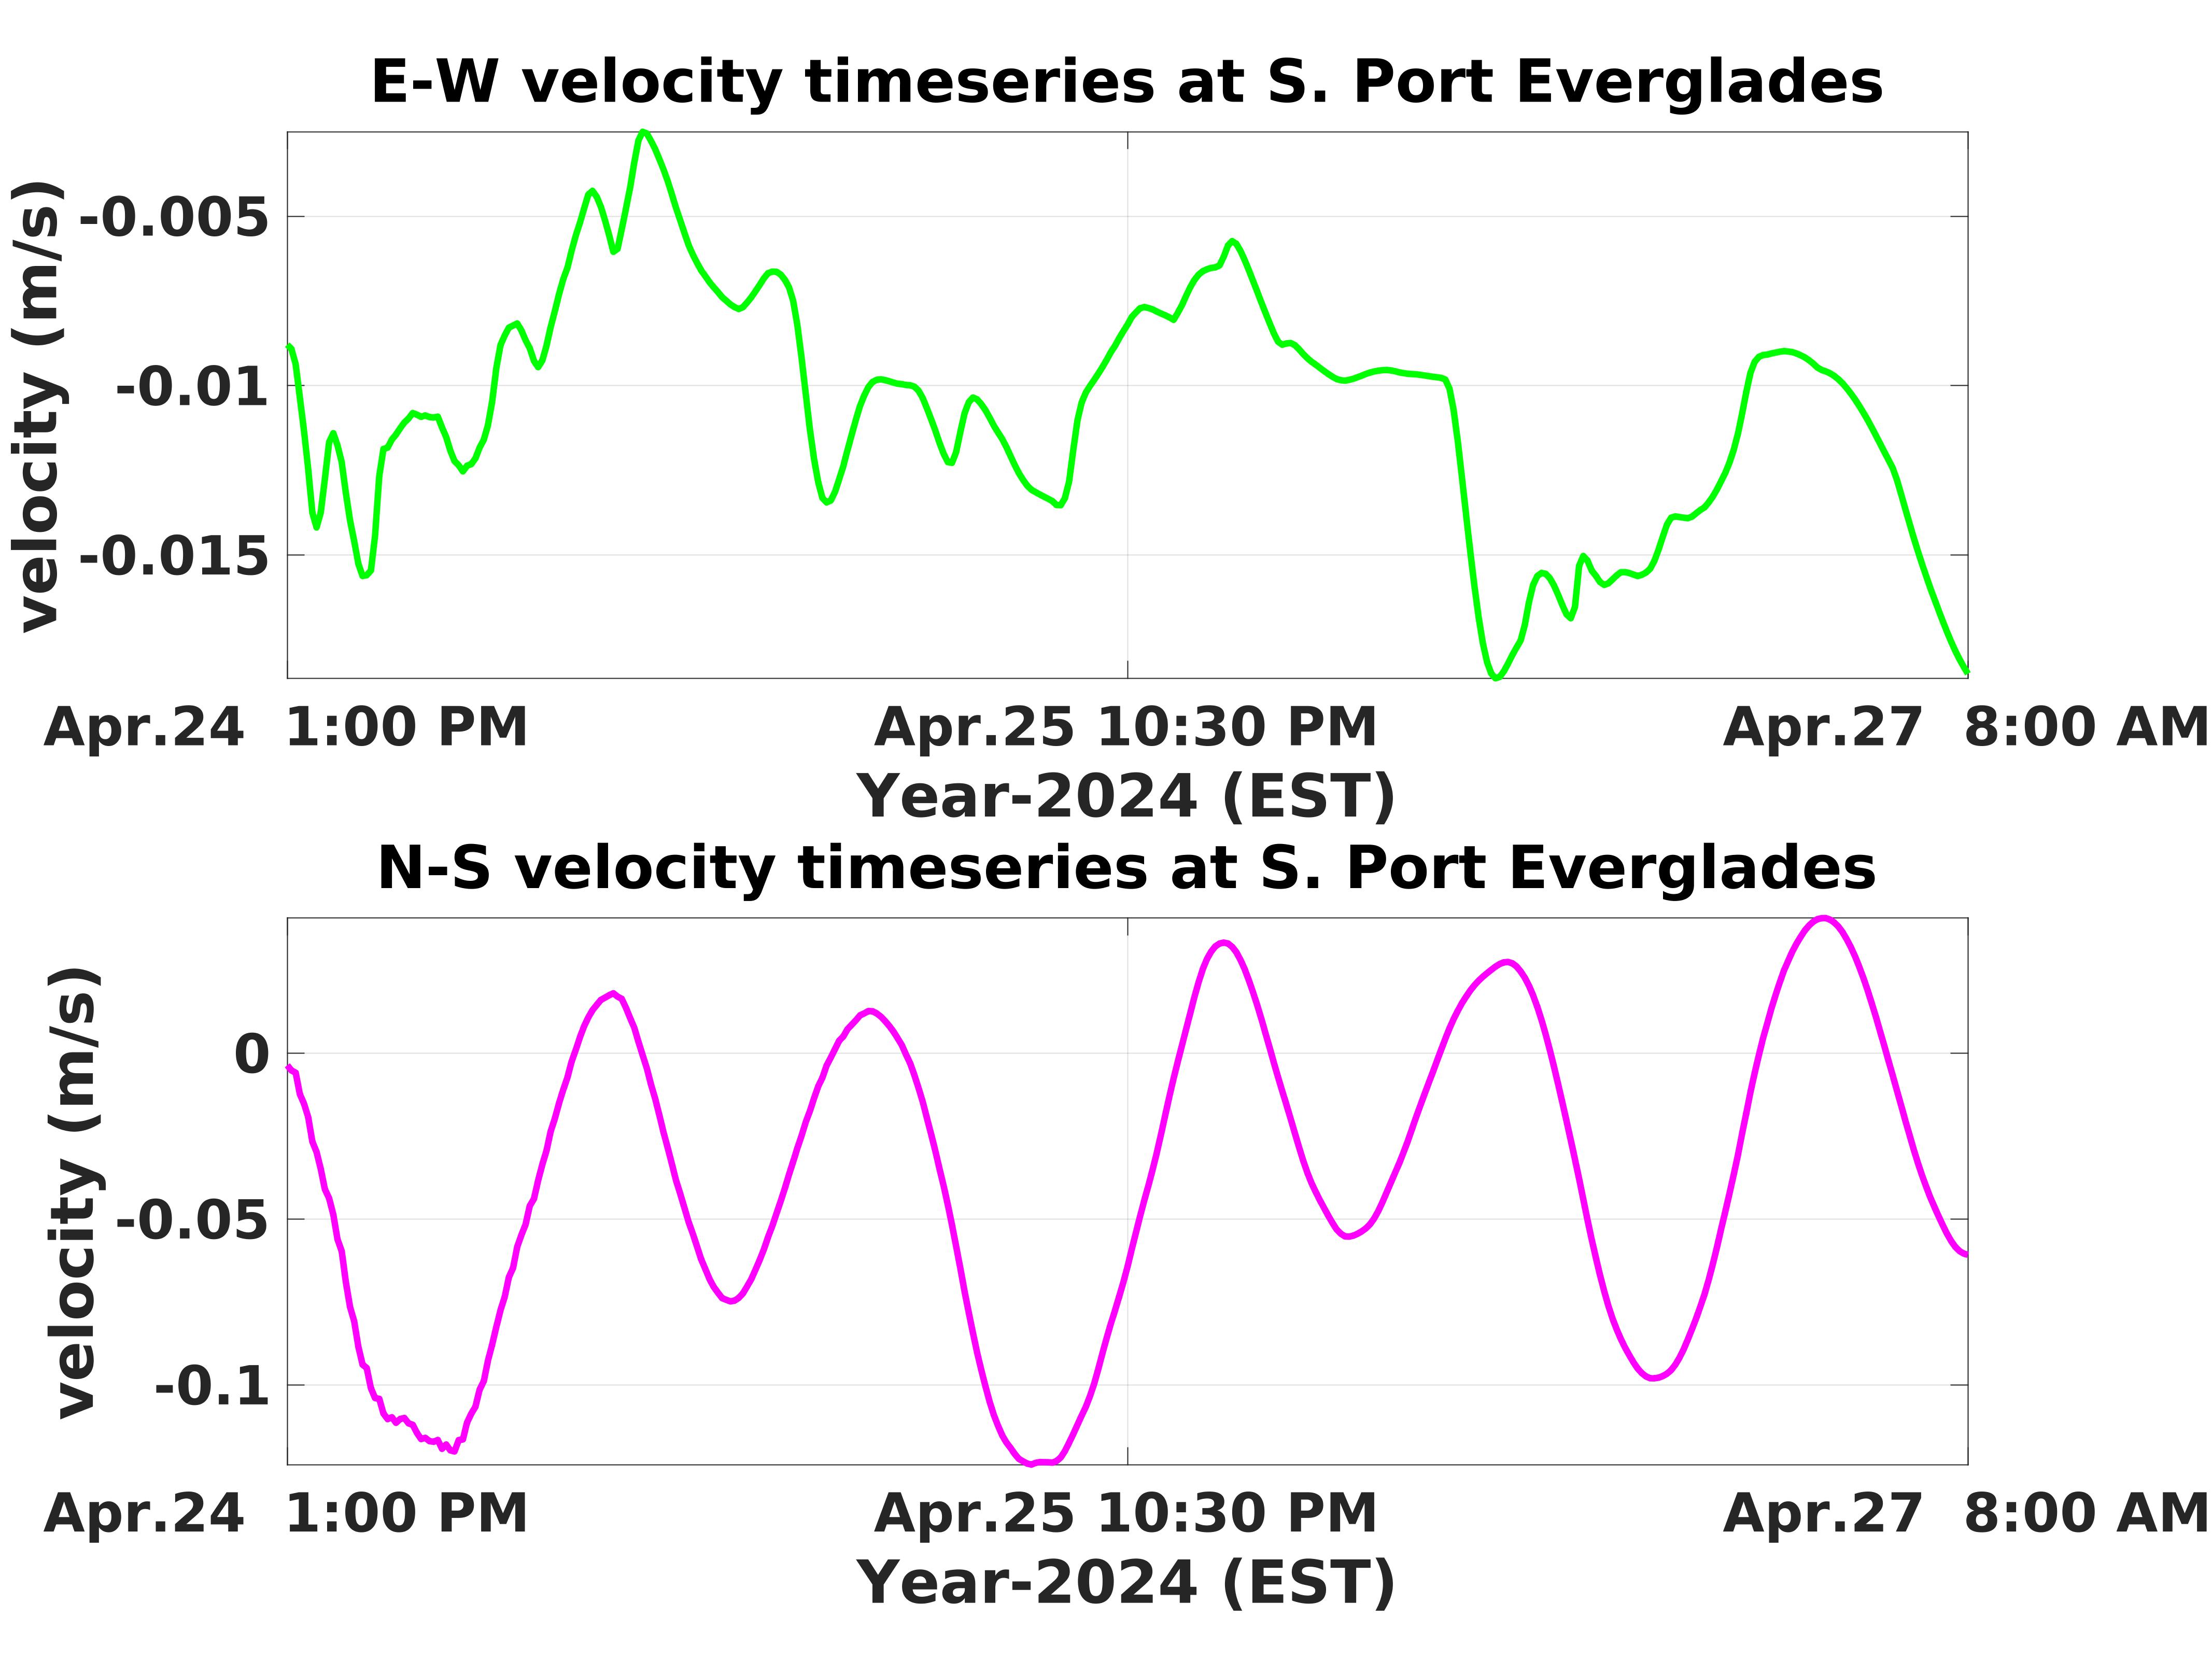 E-W velocity timeseries at S. Port Everglades
velocity (m/s)
-0.005
-0.01
-0.015
Apr.24  1:00 PM
Apr.25 10:30 PM
Apr.27  8:00 AM
Year-2024 (EST)
N-S velocity timeseries at S. Port Everglades
velocity (m/s)
0
-0.05
-0.1
Apr.24  1:00 PM
Apr.25 10:30 PM
Apr.27  8:00 AM
Year-2024 (EST)